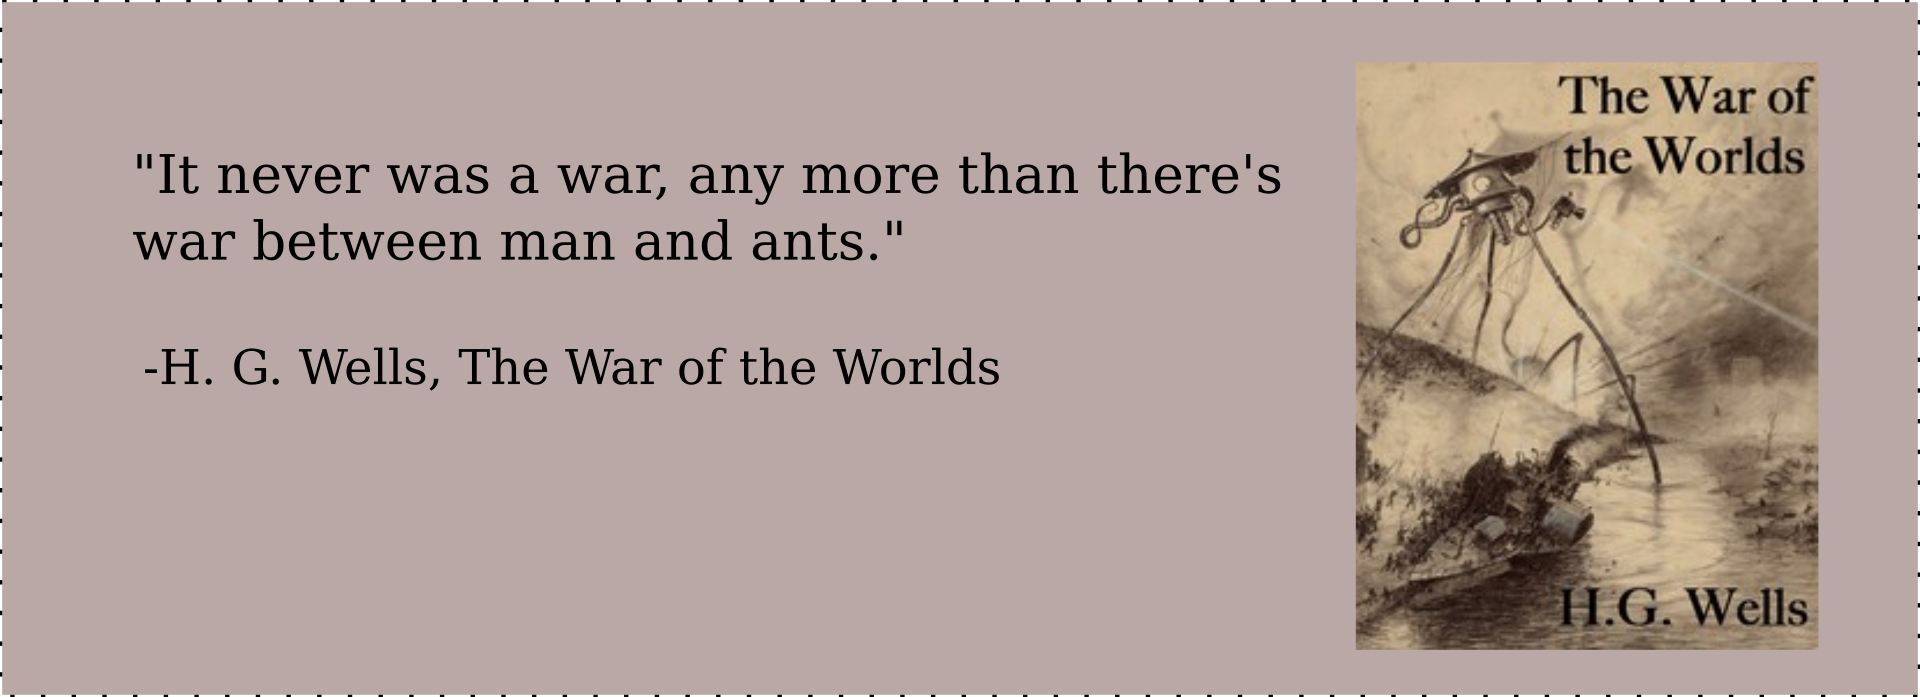 "It never was a war, any more than there's
war between man and ants."
-H. G. Wells, The War of the Worlds
The War of
the Worlds
H.G. Wells